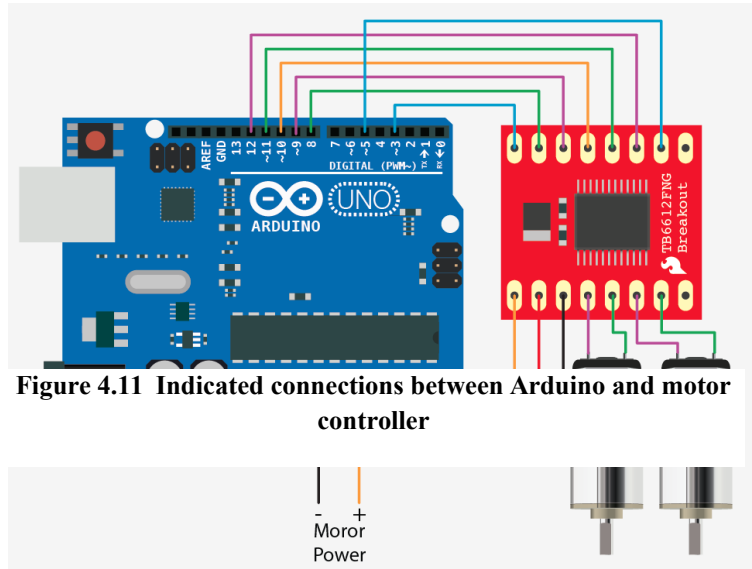 AREF
GND
13
12
~11
~10
~9
8
7
~6
~5
4
~3
2
TX→1
RX←0
DIGITAL (PWM~)
UNO
ARDUINO
TB6612FNG
Breakout
Figure 4.11 Indicated connections between Arduino and motor
controller
- +
Moror
Power